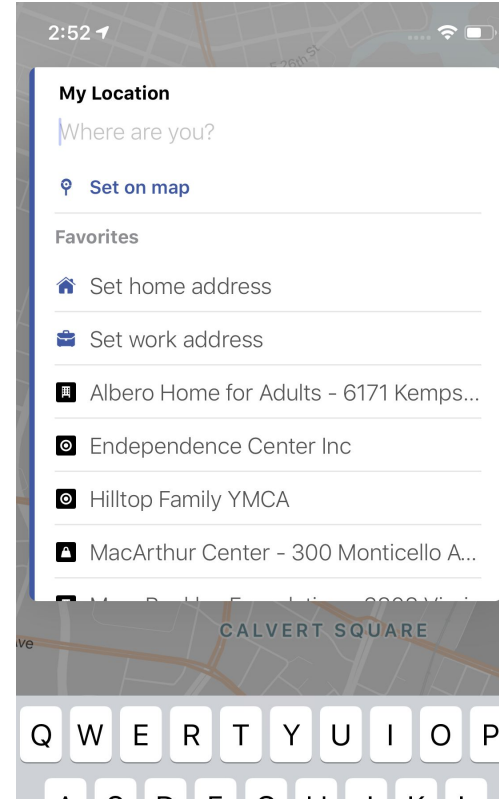 2:52
E 26th St
My Location
Where are you?
Set on map
Favorites
Set home address
Set work address
Albero Home for Adults - 6171 Kemps...
Endependence Center Inc
Hilltop Family YMCA
MacArthur Center - 300 Monticello A...
CALVERT SQUARE
Ave
Q W E R T Y U I O P